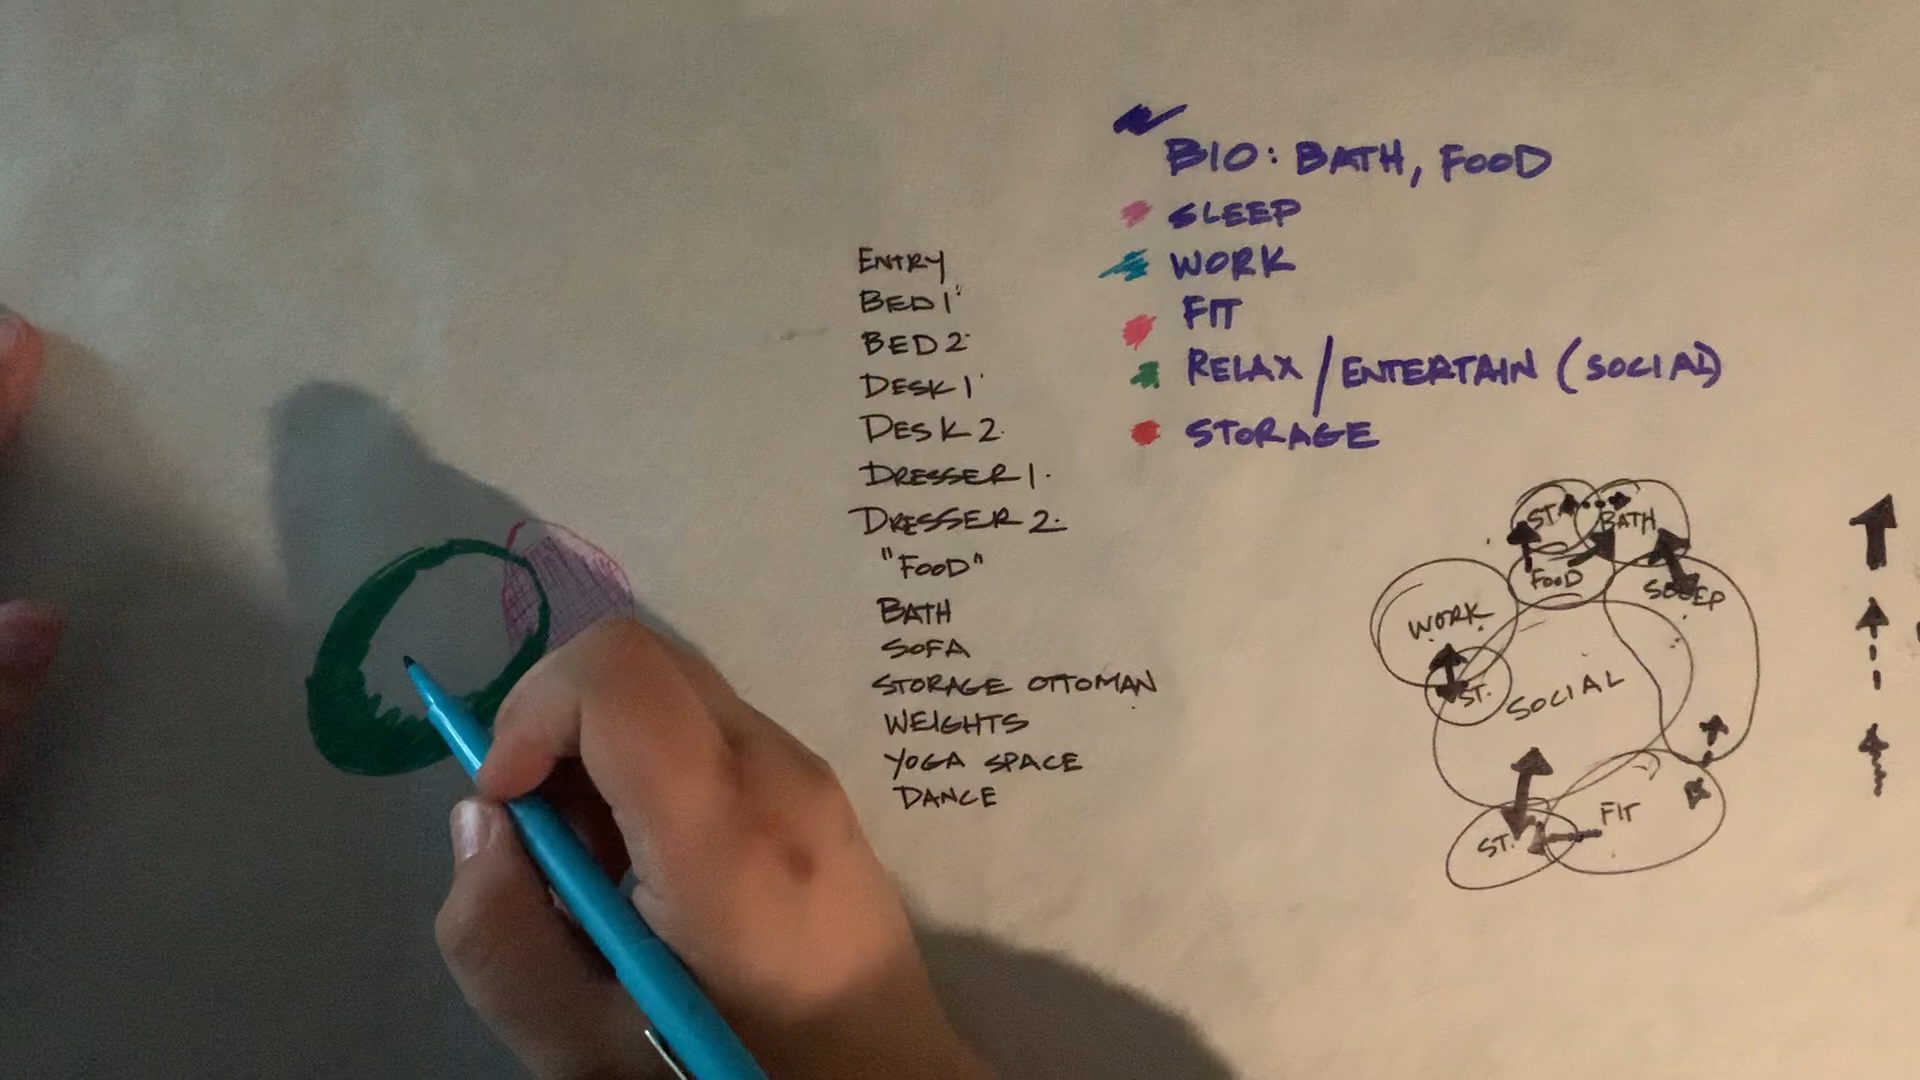 ENTRY
BED 1
BED 2
DESK 1
DESK 2
DRESSER 1
DRESSER 2
"FOOD"
BATH
SOFA
STORAGE OTTOMAN
WEIGHTS
YOGA SPACE
DANCE
BIO: BATH, FOOD
SLEEP
WORK
FIT
RELAX / ENTERTAIN (SOCIAL)
STORAGE
ST.
BATH
FOOD
SLEEP
WORK
ST.
SOCIAL
FIT
ST.